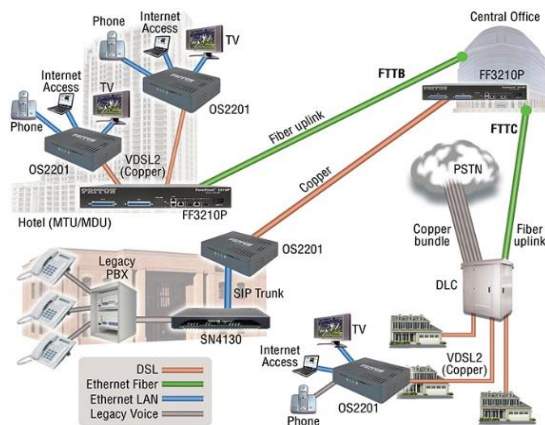 Phone
Internet
Access
TV
Internet
Access
TV
Phone
OS2201
OS2201
VDSL2
(Copper)
PATTON
FF3210P
Hotel (MTU/MDU)
Central Office
FF3210P
FTTB
FTTC
Fiber uplink
Copper
PSTN
Copper
bundle
Fiber
uplink
DLC
OS2201
Legacy
PBX
SIP Trunk
SN4130
TV
Internet
Access
VDSL2
(Copper)
Phone
OS2201
DSL
Ethernet Fiber
Ethernet LAN
Legacy Voice